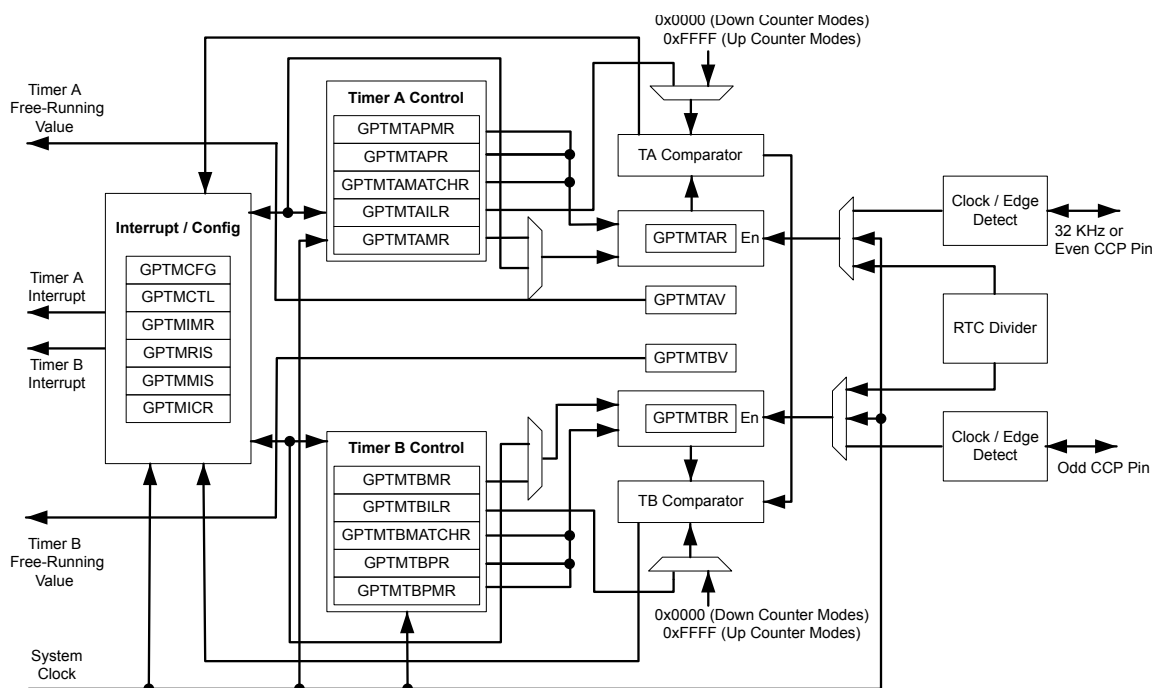 0x0000 (Down Counter Modes)
0xFFFF (Up Counter Modes)
Timer A
Free-Running
Value
Timer A Control
GPTMTAPMR
GPTMTAPR
GPTMTAMATCHR
GPTMTAILR
GPTMTAMR
TA Comparator
GPTMTAR
En
Clock / Edge
Detect
32 KHz or
Even CCP Pin
Interrupt / Config
GPTMCFG
GPTMCTL
GPTMIMR
GPTMRIS
GPTMMIS
GPTMICR
Timer A
Interrupt
Timer B
Interrupt
GPTMTAV
GPTMTBV
RTC Divider
GPTMTBR
En
Clock / Edge
Detect
Odd CCP Pin
Timer B Control
GPTMTBMR
GPTMTBILR
GPTMTBMATCHR
GPTMTBPR
GPTMTBPMR
TB Comparator
Timer B
Free-Running
Value
0x0000 (Down Counter Modes)
0xFFFF (Up Counter Modes)
System
Clock